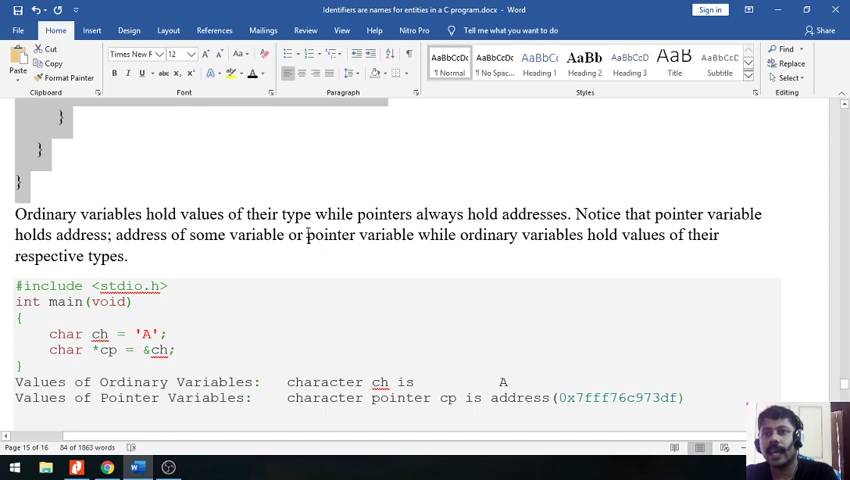 Identifiers are names for entities in a C program.docx - Word
Sign in
File Home Insert Design Layout References Mailings Review View Help Nitro Pro Tell me what you want to do Share
Paste
Cut
Copy
Format Painter
Clipboard
Times New R 12
Font
Paragraph
AaBbCcDd AaBbCcDd AaBbCc AaBb AaBbCcD AaB AaBbCcD
¶ Normal ¶ No Spac... Heading 1 Heading 2 Heading 3 Title Subtitle
Styles
Find
Replace
Select
Editing
}
}
}
Ordinary variables hold values of their type while pointers always hold addresses. Notice that pointer variable
holds address; address of some variable or pointer variable while ordinary variables hold values of their
respective types.
#include <stdio.h>
int main(void)
{
char ch = 'A';
char *cp = &ch;
}
Values of Ordinary Variables: character ch is A
Values of Pointer Variables: character pointer cp is address(0x7fff76c973df)
Page 15 of 16 84 of 1863 words